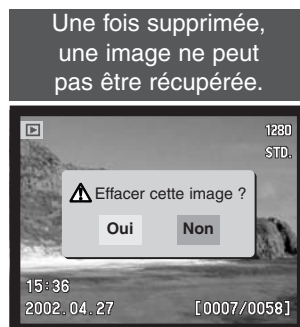 Une fois supprimée,
une image ne peut
pas être récupérée.
1280
STD.
Effacer cette image ?
Oui Non
15:36
2002.04.27 [0007/0058]